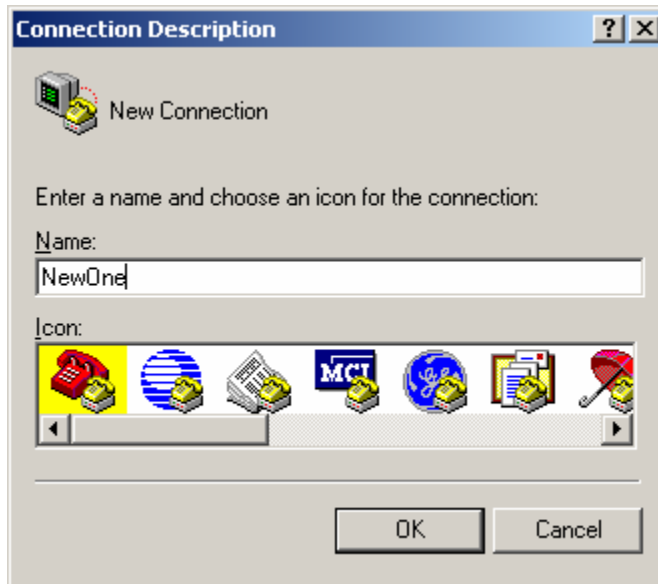 Connection Description
New Connection
Enter a name and choose an icon for the connection:
Name:
NewOne
Icon:
MCI
OK Cancel